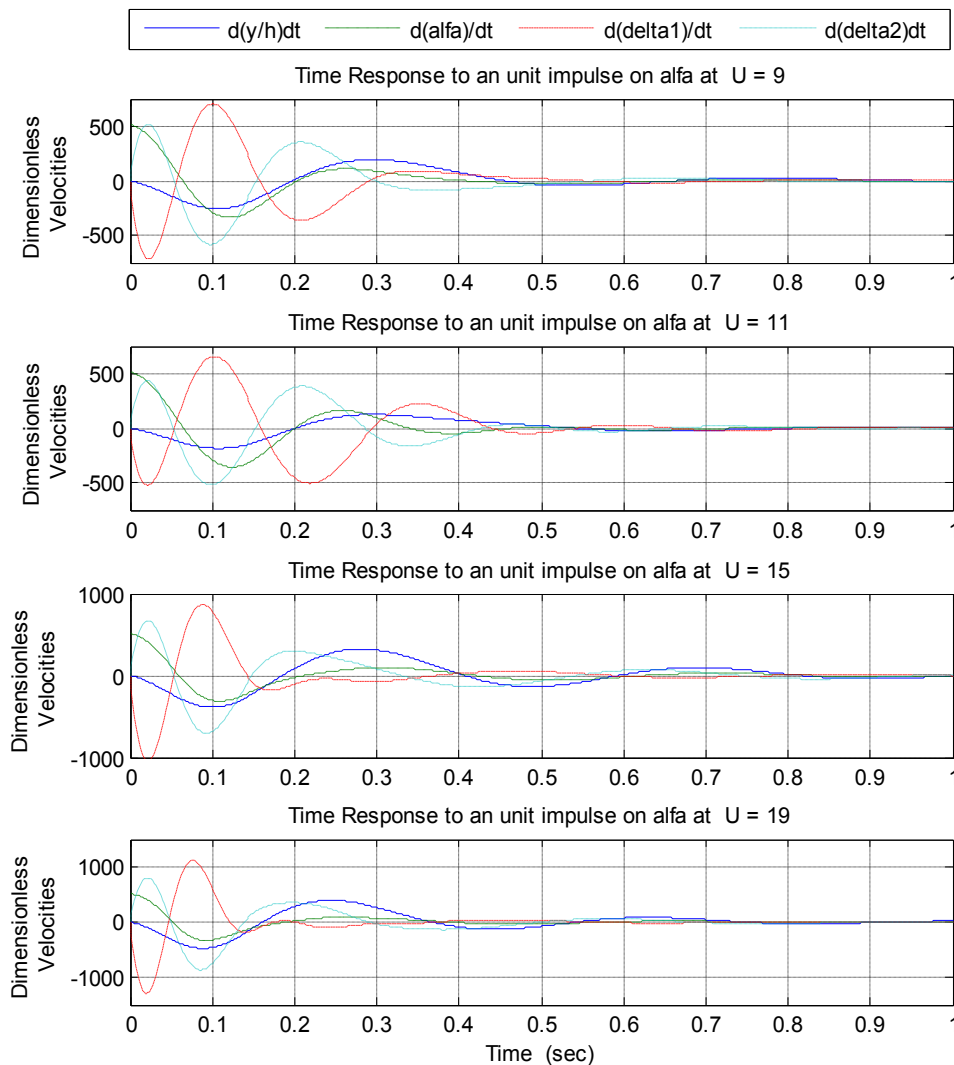 d(y/h)dt d(alfa)/dt d(delta1)/dt d(delta2)dt
Time Response to an unit impulse on alfa at U = 9
Dimensionless
Velocities
500
0
-500
0 0.1 0.2 0.3 0.4 0.5 0.6 0.7 0.8 0.9 1
Time Response to an unit impulse on alfa at U = 11
Dimensionless
Velocities
500
0
-500
0 0.1 0.2 0.3 0.4 0.5 0.6 0.7 0.8 0.9 1
Time Response to an unit impulse on alfa at U = 15
Dimensionless
Velocities
1000
0
-1000
0 0.1 0.2 0.3 0.4 0.5 0.6 0.7 0.8 0.9 1
Time Response to an unit impulse on alfa at U = 19
Dimensionless
Velocities
1000
0
-1000
0 0.1 0.2 0.3 0.4 0.5 0.6 0.7 0.8 0.9 1
Time (sec)